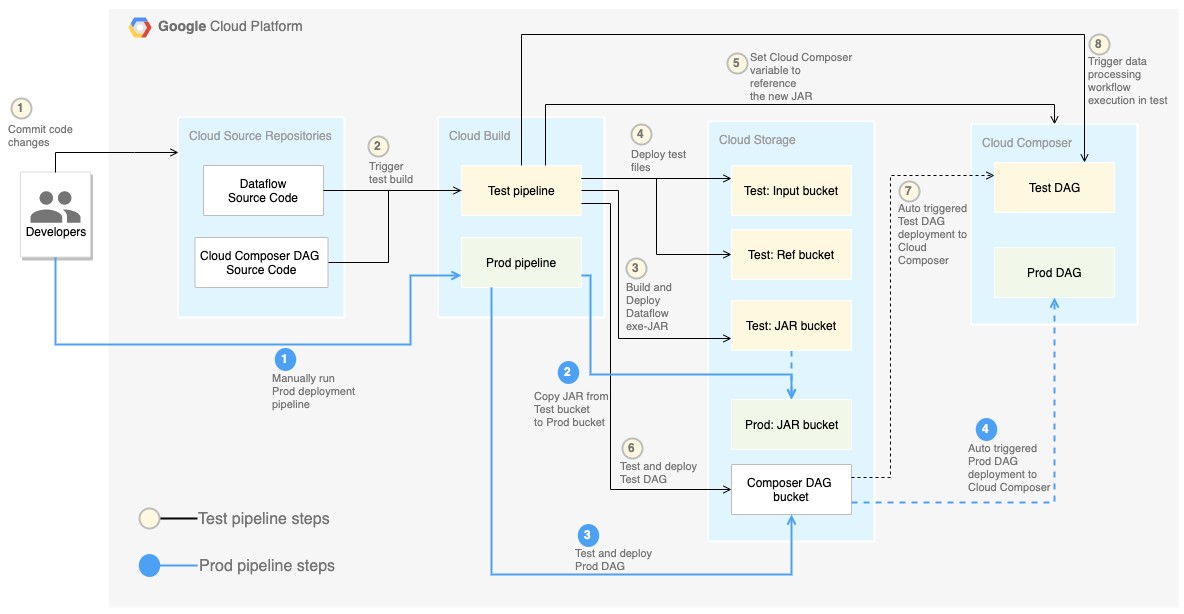 Google Cloud Platform
1
Commit code
changes
Developers
Cloud Source Repositories
Dataflow
Source Code
Cloud Composer DAG
Source Code
2
Trigger
test build
Cloud Build
Test pipeline
Prod pipeline
1
Manually run
Prod deployment
pipeline
5
Set Cloud Composer
variable to
reference
the new JAR
4
Deploy test
files
3
Build and
Deploy
Dataflow
exe-JAR
2
Copy JAR from
Test bucket
to Prod bucket
6
Test and deploy
Test DAG
3
Test and deploy
Prod DAG
Cloud Storage
Test: Input bucket
Test: Ref bucket
Test: JAR bucket
Prod: JAR bucket
Composer DAG
bucket
7
Auto triggered
Test DAG
deployment to
Cloud
Composer
8
Trigger data
processing
workflow
execution in test
Cloud Composer
Test DAG
Prod DAG
4
Auto triggered
Prod DAG
deployment to
Cloud Composer
Test pipeline steps
Prod pipeline steps